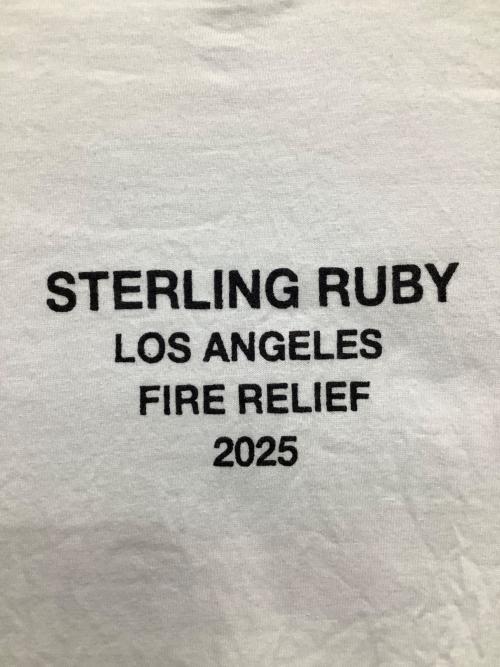 STERLING RUBY
LOS ANGELES
FIRE RELIEF
2025